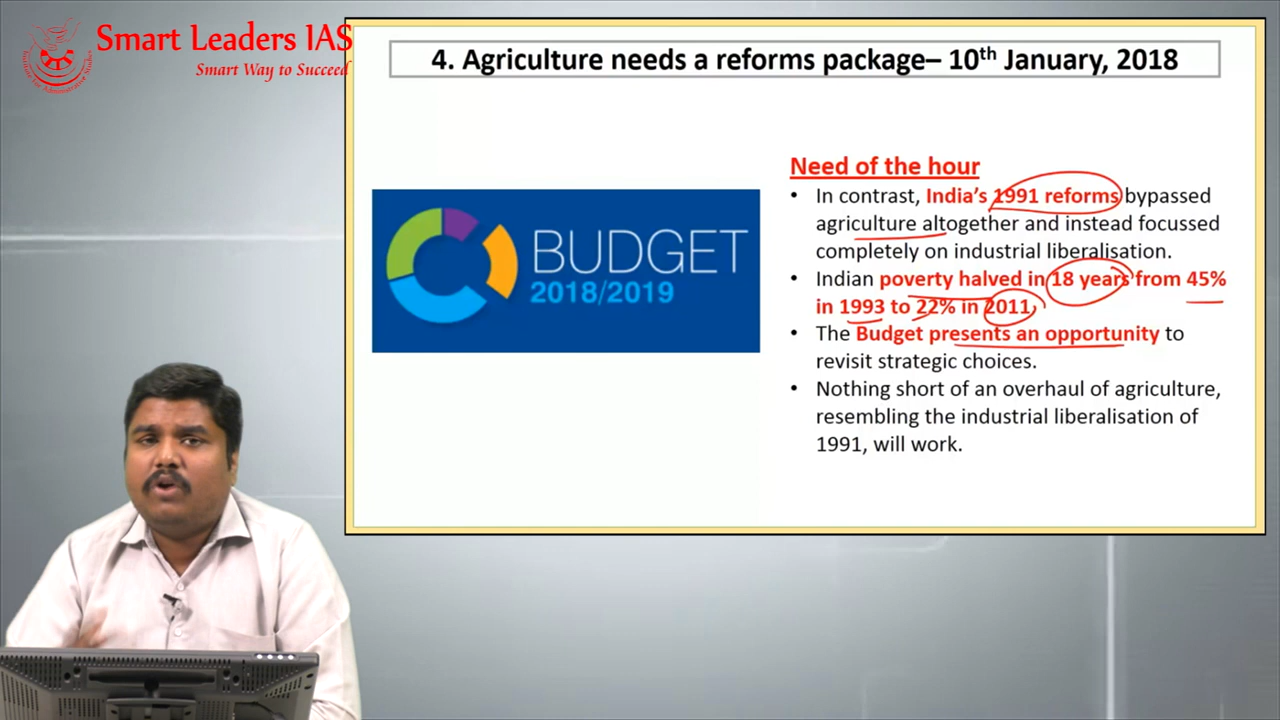 Smart Leaders IAS
Smart Way to Succeed
4. Agriculture needs a reforms package– 10th January, 2018
BUDGET
2018/2019
Need of the hour
• In contrast, India's 1991 reforms bypassed
agriculture altogether and instead focussed
completely on industrial liberalisation.
• Indian poverty halved in 18 years from 45%
in 1993 to 22% in 2011.
• The Budget presents an opportunity to
revisit strategic choices.
• Nothing short of an overhaul of agriculture,
resembling the industrial liberalisation of
1991, will work.